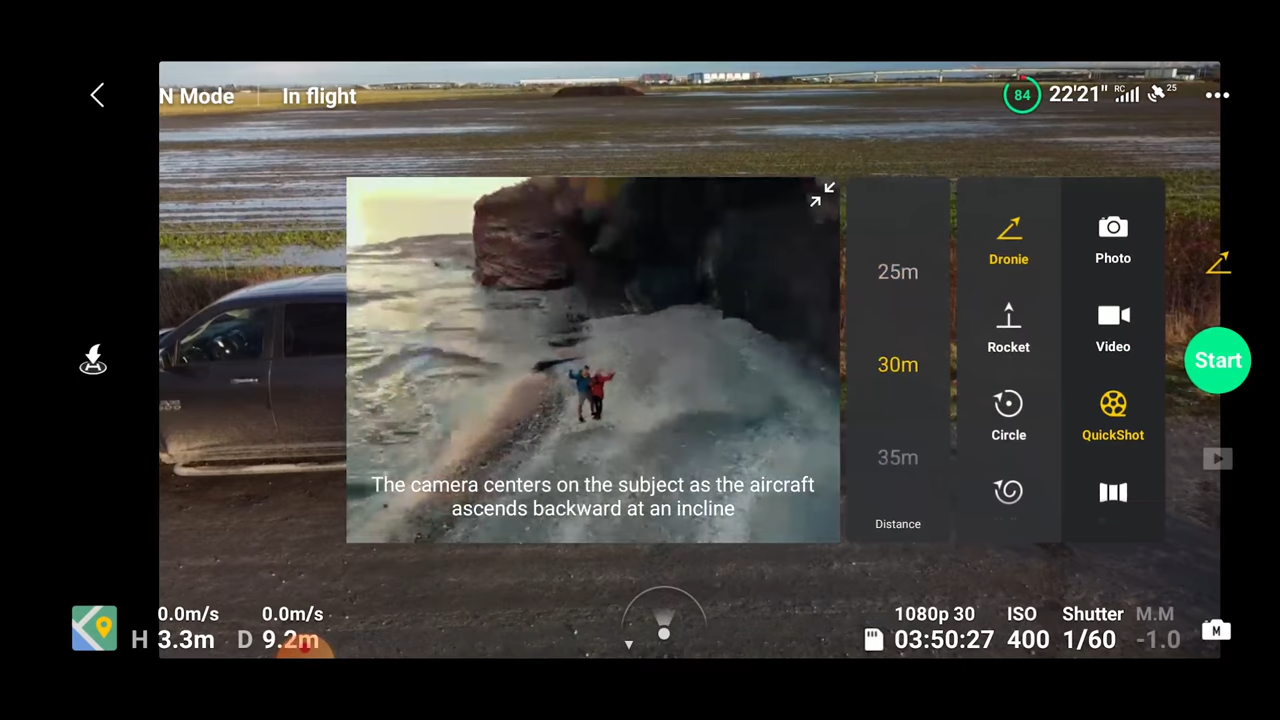 N Mode
In flight
84
22'21"
RC
25
25m
30m
35m
Distance
Dronie
Rocket
Circle
Photo
Video
QuickShot
Start
The camera centers on the subject as the aircraft
ascends backward at an incline
0.0m/s
0.0m/s
H 3.3m
D 9.2m
1080p 30
03:50:27
ISO
400
Shutter
1/60
M.M
-1.0
M